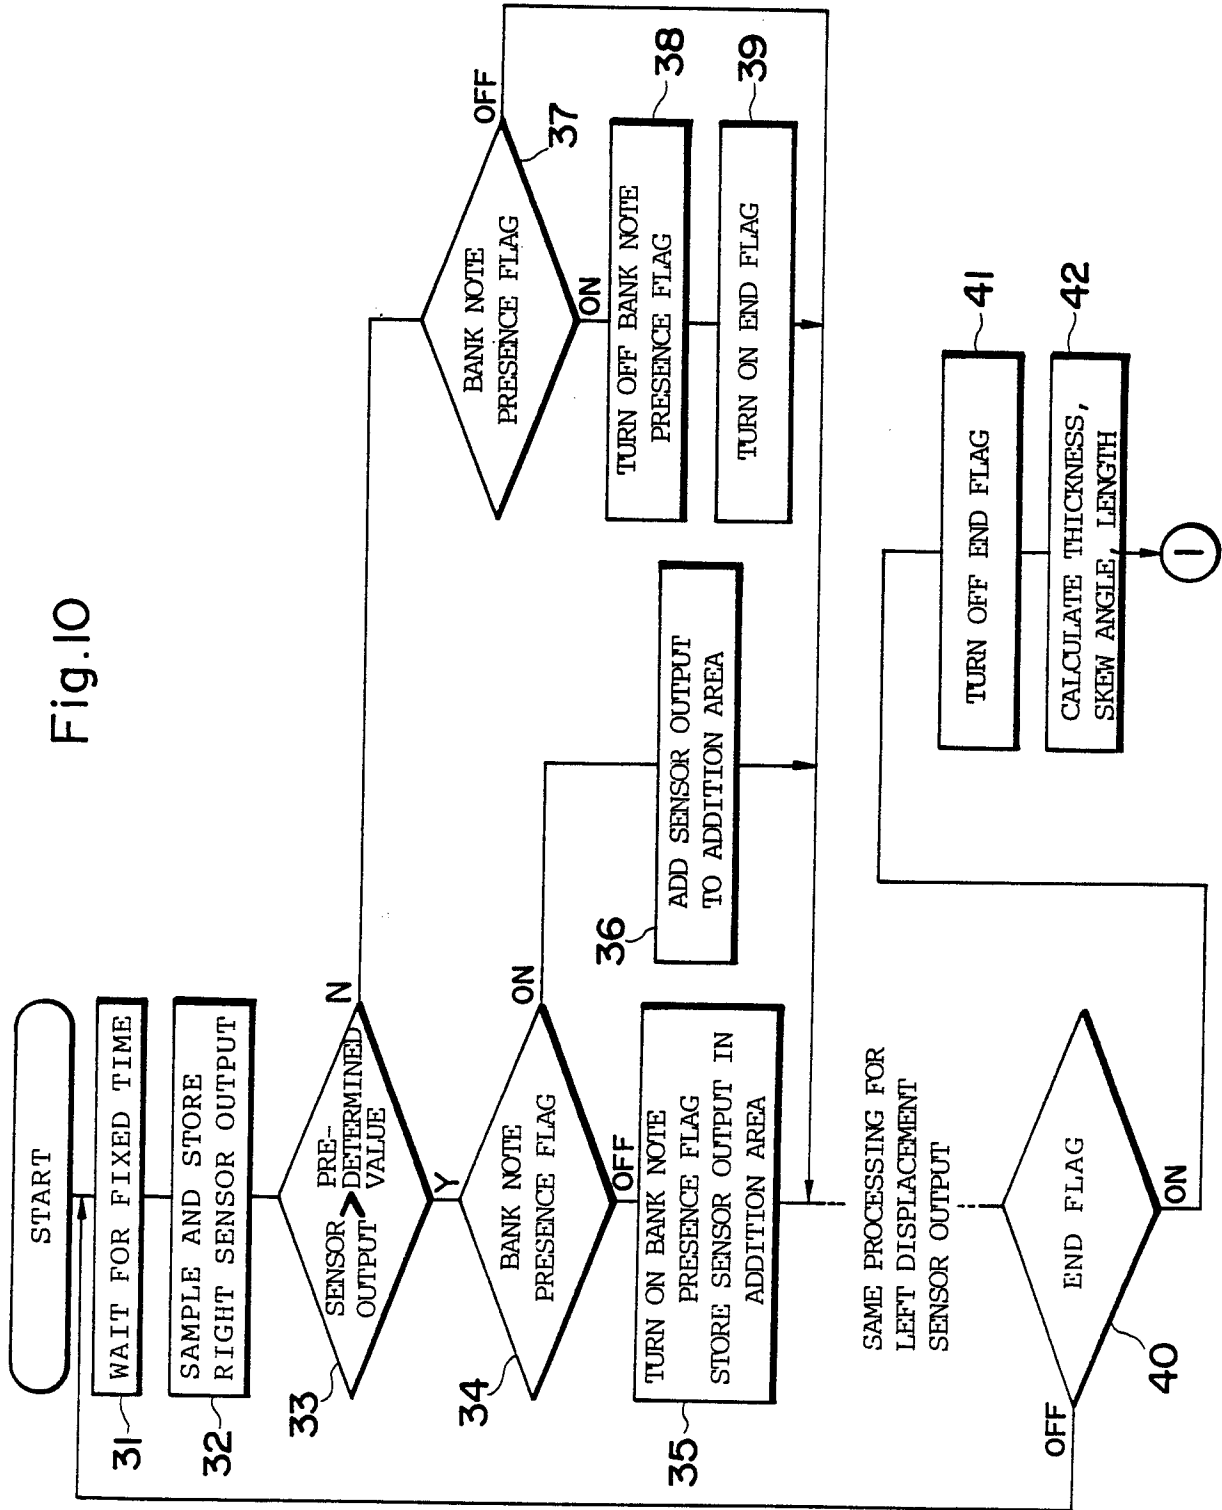 Fig.10
START
31
WAIT FOR FIXED TIME
32
SAMPLE AND STORE
RIGHT SENSOR OUTPUT
33
SENSOR OUTPUT > PRE-
DETERMINED
VALUE
N
Y
34
BANK NOTE
PRESENCE FLAG
ON
OFF
35
TURN ON BANK NOTE
PRESENCE FLAG
STORE SENSOR OUTPUT IN
ADDITION AREA
36
ADD SENSOR OUTPUT
TO ADDITION AREA
37
BANK NOTE
PRESENCE FLAG
OFF
ON
38
TURN OFF BANK NOTE
PRESENCE FLAG
39
TURN ON END FLAG
SAME PROCESSING FOR
LEFT DISPLACEMENT
SENSOR OUTPUT
40
END FLAG
OFF
ON
41
TURN OFF END FLAG
42
CALCULATE THICKNESS,
SKEW ANGLE, LENGTH
1